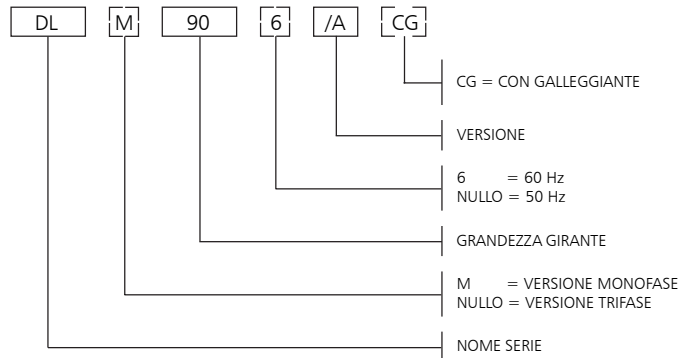 DL M 90 6 /A CG
CG = CON GALLEGGIANTE
VERSIONE
6 = 60 Hz
NULLO = 50 Hz
GRANDEZZA GIRANTE
M = VERSIONE MONOFASE
NULLO = VERSIONE TRIFASE
NOME SERIE